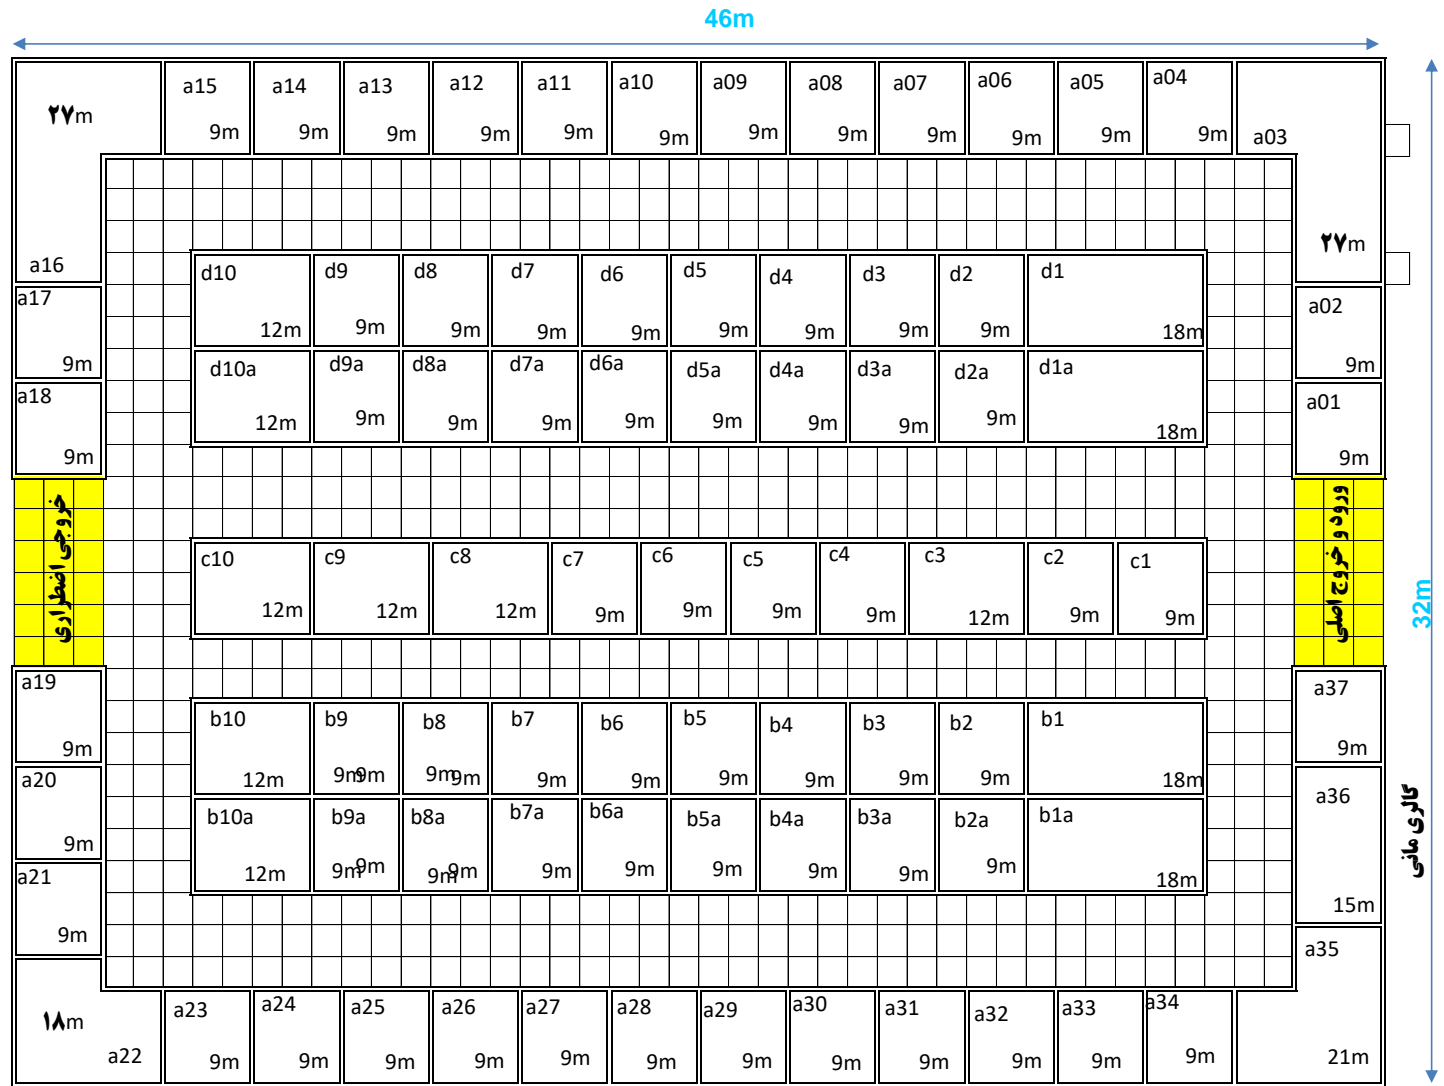 46m
a15 a14 a13 a12 a11 a10 a09 a08 a07 a06 a05 a04
۲۷m
9m 9m 9m 9m 9m 9m 9m 9m 9m 9m 9m 9m
a03
۲۷m
a16
d10 d9 d8 d7 d6 d5 d4 d3 d2 d1
a17
a02
12m 9m 9m 9m 9m 9m 9m 9m 9m 18m
9m
9m
d10a d9a d8a d7a d6a d5a d4a d3a d2a d1a
a18
a01
12m 9m 9m 9m 9m 9m 9m 9m 9m 18m
9m
9m
خروجی اضطراری
ورود و خروج اصلی
c10 c9 c8 c7 c6 c5 c4 c3 c2 c1
12m 12m 12m 9m 9m 9m 9m 12m 9m 9m
32m
a19
a37
b10 b9 b8 b7 b6 b5 b4 b3 b2 b1
9m
9m
12m 9m 9m 9m 9m 9m 9m 9m 9m 9m 9m 18m
a20
a36
گالری مانی
b10a b9a b8a b7a b6a b5a b4a b3a b2a b1a
9m
12m 9m 9m 9m 9m 9m 9m 9m 9m 9m 9m 18m
a21
15m
9m
a35
a23 a24 a25 a26 a27 a28 a29 a30 a31 a32 a33 a34
۱۸m
a22
9m 9m 9m 9m 9m 9m 9m 9m 9m 9m 9m 9m
21m